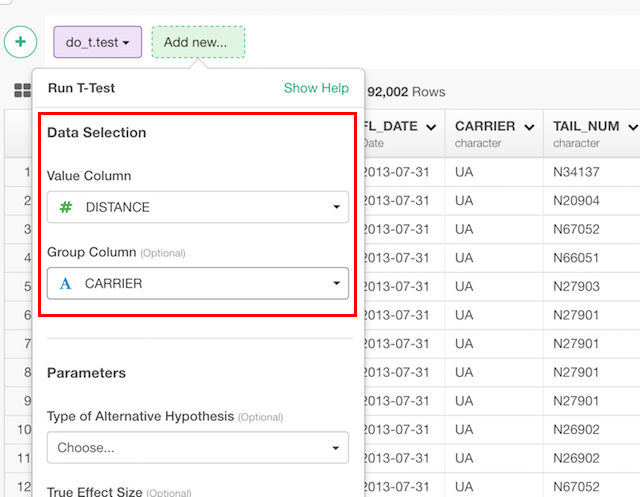 + do_t.test Add new...
Run T-Test Show Help
92,002 Rows
Data Selection
Value Column
# DISTANCE
Group Column (Optional)
A CARRIER
Parameters
Type of Alternative Hypothesis (Optional)
Choose...
True Effect Size (Optional)
FL_DATE CARRIER TAIL_NUM
Date character character
1 2013-07-31 UA N34137
2 2013-07-31 UA N20904
3 2013-07-31 UA N67052
4 2013-07-31 UA N66051
5 2013-07-31 UA N27903
6 2013-07-31 UA N27901
7 2013-07-31 UA N27901
8 2013-07-31 UA N27901
9 2013-07-31 UA N27901
10 2013-07-31 UA N26902
11 2013-07-31 UA N26902
12 2013-07-31 UA N67052